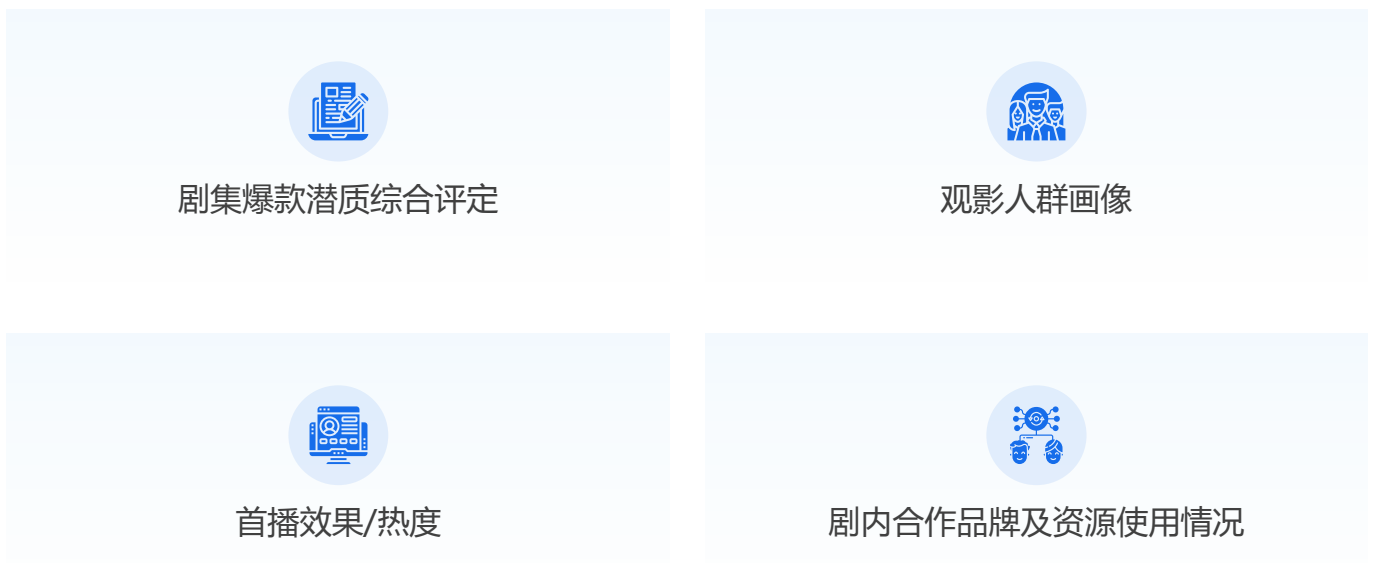 剧集爆款潜质综合评定
观影人群画像
首播效果/热度
剧内合作品牌及资源使用情况